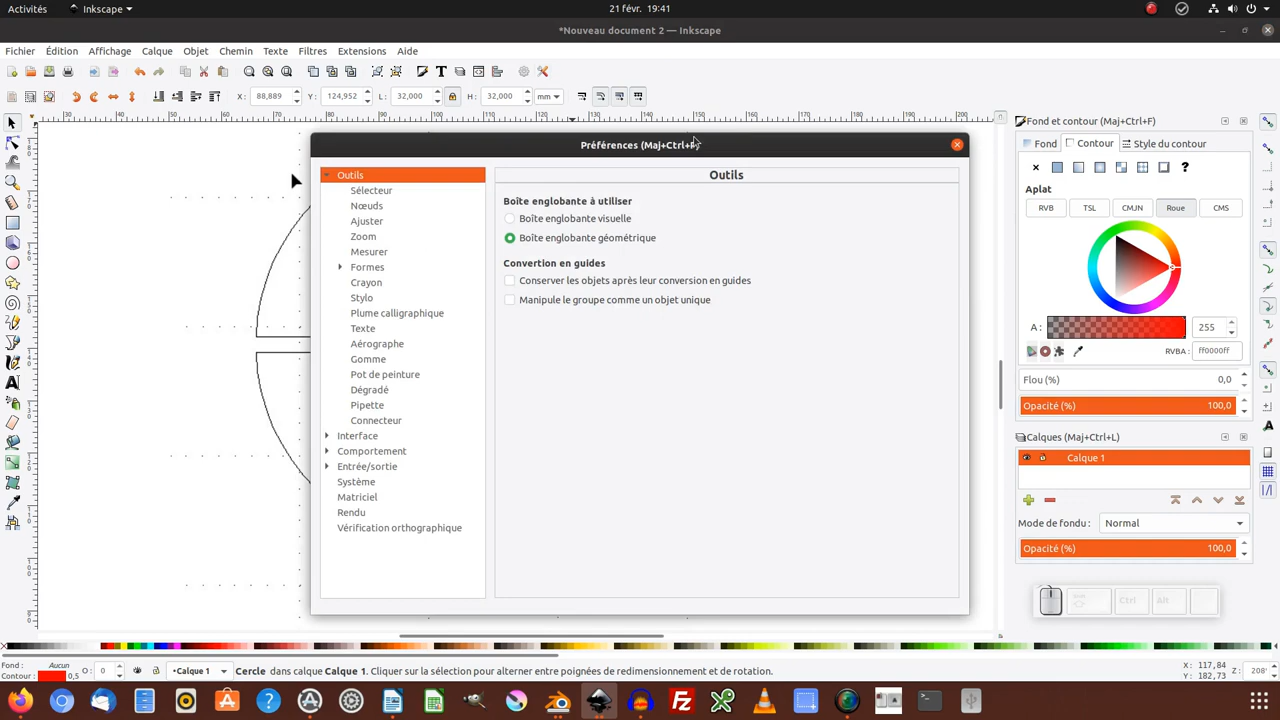 Activités Inkscape 21 févr. 19:41
*Nouveau document 2 — Inkscape
Fichier Édition Affichage Calque Objet Chemin Texte Filtres Extensions Aide
X : 88,889 Y : 124,952 L : 32,000 H : 32,000 mm
Préférences (Maj+Ctrl+P)
Outils
Sélecteur
Nœuds
Ajuster
Zoom
Mesurer
Formes
Crayon
Stylo
Plume calligraphique
Texte
Aérographe
Gomme
Pot de peinture
Dégradé
Pipette
Connecteur
Interface
Comportement
Entrée/sortie
Système
Matriciel
Rendu
Vérification orthographique
Outils
Boîte englobante à utiliser
Boîte englobante visuelle
Boîte englobante géométrique
Convertion en guides
Conserver les objets après leur conversion en guides
Manipule le groupe comme un objet unique
Fond et contour (Maj+Ctrl+F)
Fond Contour Style du contour
Aplat
RVB TSL CMJN Roue CMS
A : 255
RVBA : ff0000ff
Flou (%) 0,0
Opacité (%) 100,0
Calques (Maj+Ctrl+L)
Calque 1
Mode de fondu : Normal
Opacité (%) 100,0
Ctrl Alt
Fond : Aucun
Contour : 0,5
O : 0
•Calque 1
Cercle dans calque Calque 1. Cliquer sur la sélection pour alterner entre poignées de redimensionnement et de rotation.
X : 117,84
Y : 182,73
Z : 208